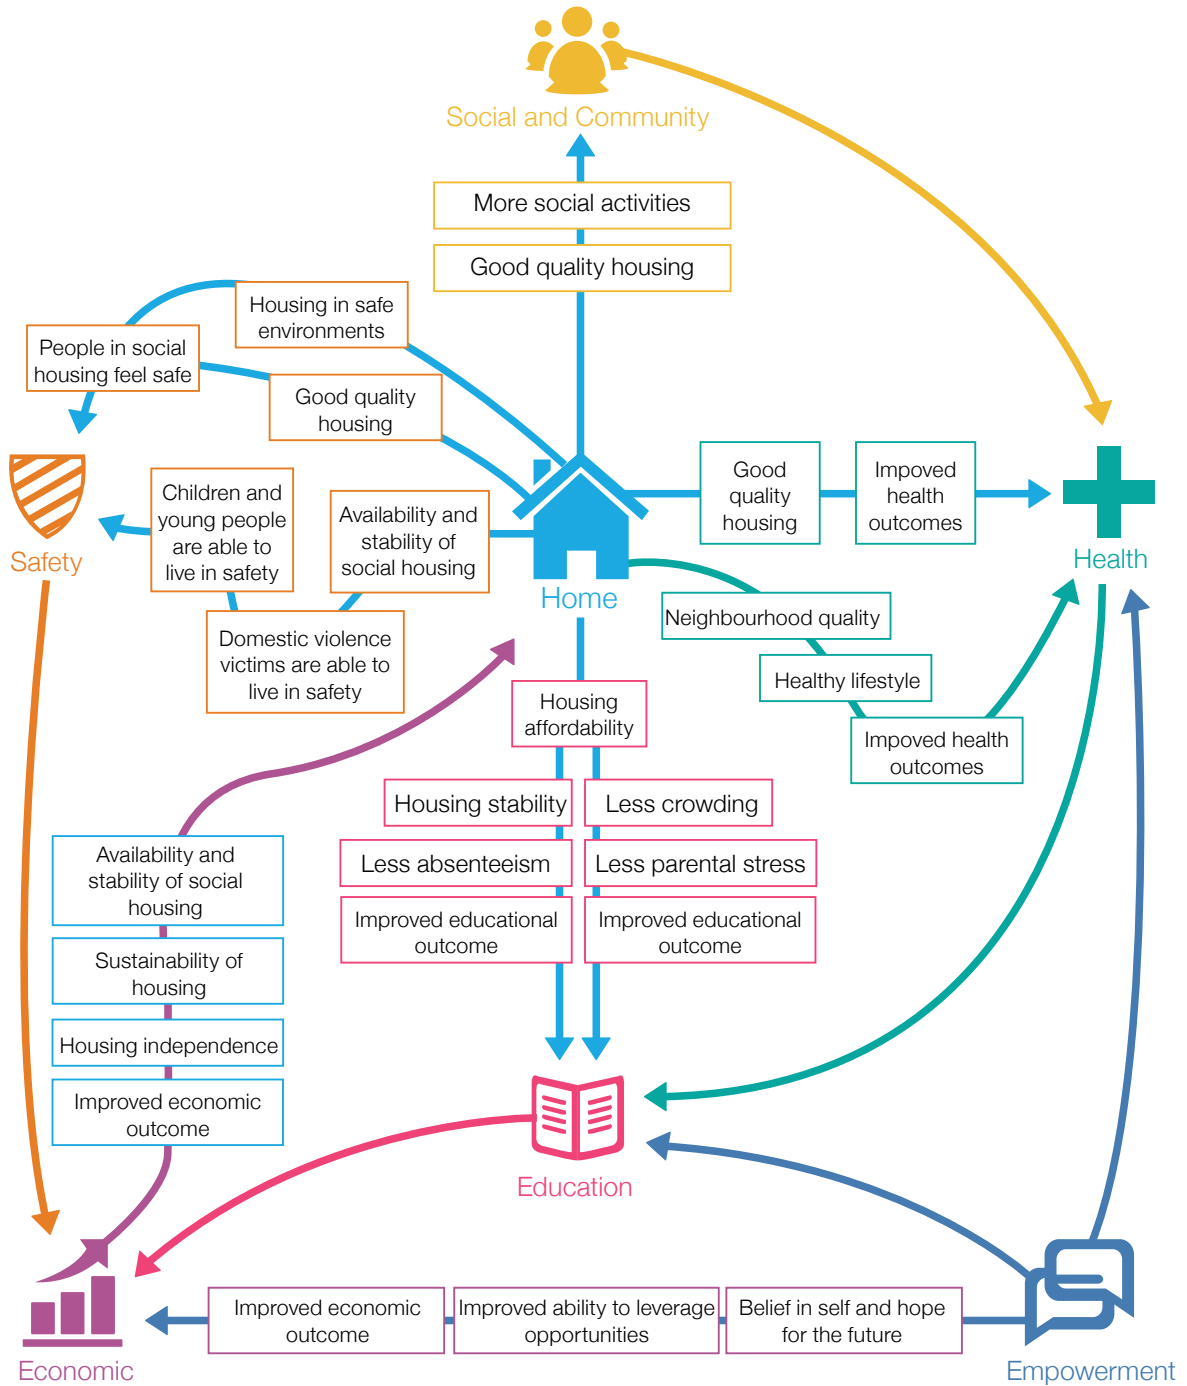 Social and Community
More social activities
Good quality housing
Housing in safe
environments
People in social
housing feel safe
Good quality
housing
Safety
Children and
young people
are able to
live in safety
Availability and
stability of
social housing
Domestic violence
victims are able to
live in safety
Home
Good
quality
housing
Impoved
health
outcomes
Health
Neighbourhood quality
Healthy lifestyle
Impoved health
outcomes
Housing
affordability
Housing stability
Less crowding
Less absenteeism
Less parental stress
Improved educational
outcome
Improved educational
outcome
Availability and
stability of social
housing
Sustainability of
housing
Housing independence
Improved economic
outcome
Education
Economic
Improved economic
outcome
Improved ability to leverage
opportunities
Belief in self and hope
for the future
Empowerment